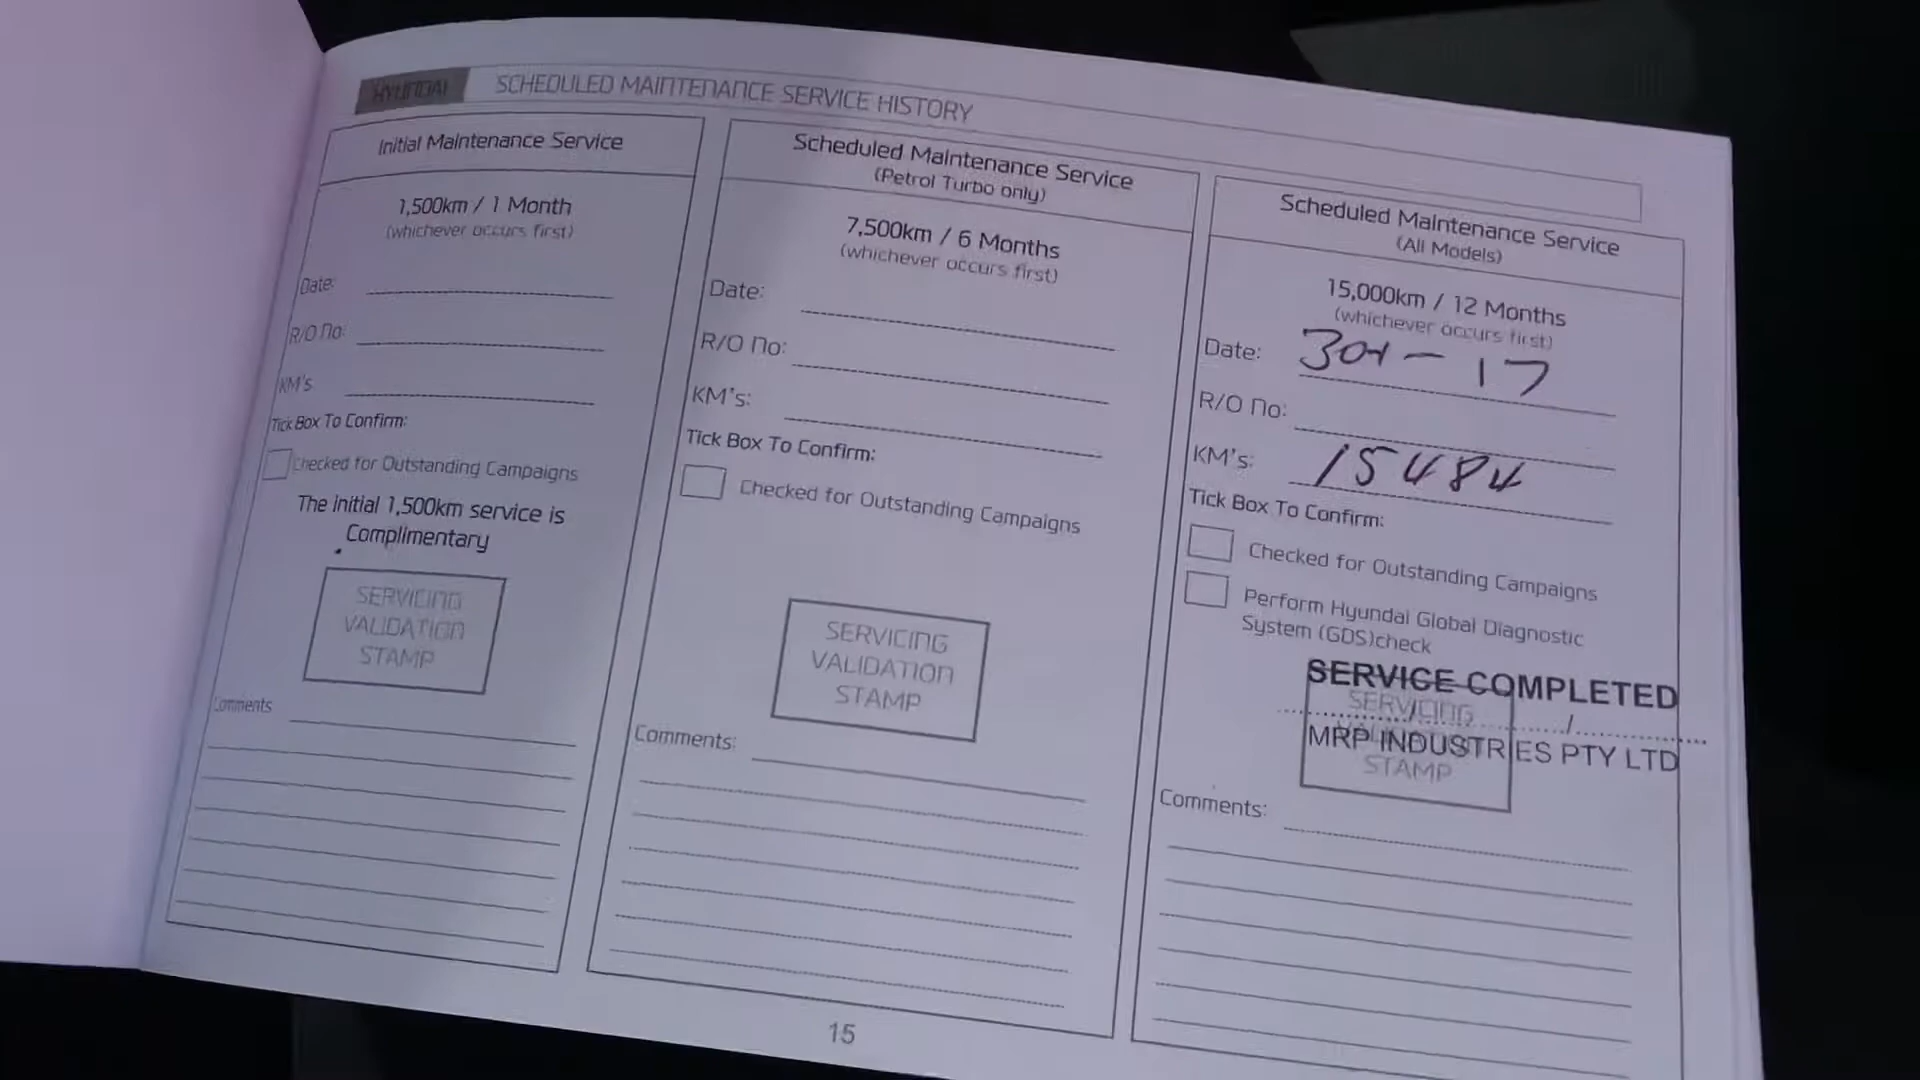 HYUNDAI SCHEDULED MAINTENANCE SERVICE HISTORY
Initial Maintenance Service
1,500km / 1 Month
(whichever occurs first)
Date:
R/O No:
KM's
Tick Box To Confirm:
Checked for Outstanding Campaigns
The initial 1,500km service is
Complimentary
SERVICING
VALIDATION
STAMP
Comments
Scheduled Maintenance Service
(Petrol Turbo only)
7,500km / 6 Months
(whichever occurs first)
Date:
R/O No:
KM's:
Tick Box To Confirm:
Checked for Outstanding Campaigns
SERVICING
VALIDATION
STAMP
Comments:
Scheduled Maintenance Service
(All Models)
15,000km / 12 Months
(whichever occurs first)
Date: 17
R/O No:
KM's: 15484
Tick Box To Confirm:
Checked for Outstanding Campaigns
Perform Hyundai Global Diagnostic
System (GDS)check
SERVICE COMPLETED
SERVICING
MRP INDUSTRIES PTY LTD
VALIDATION
STAMP
Comments:
15